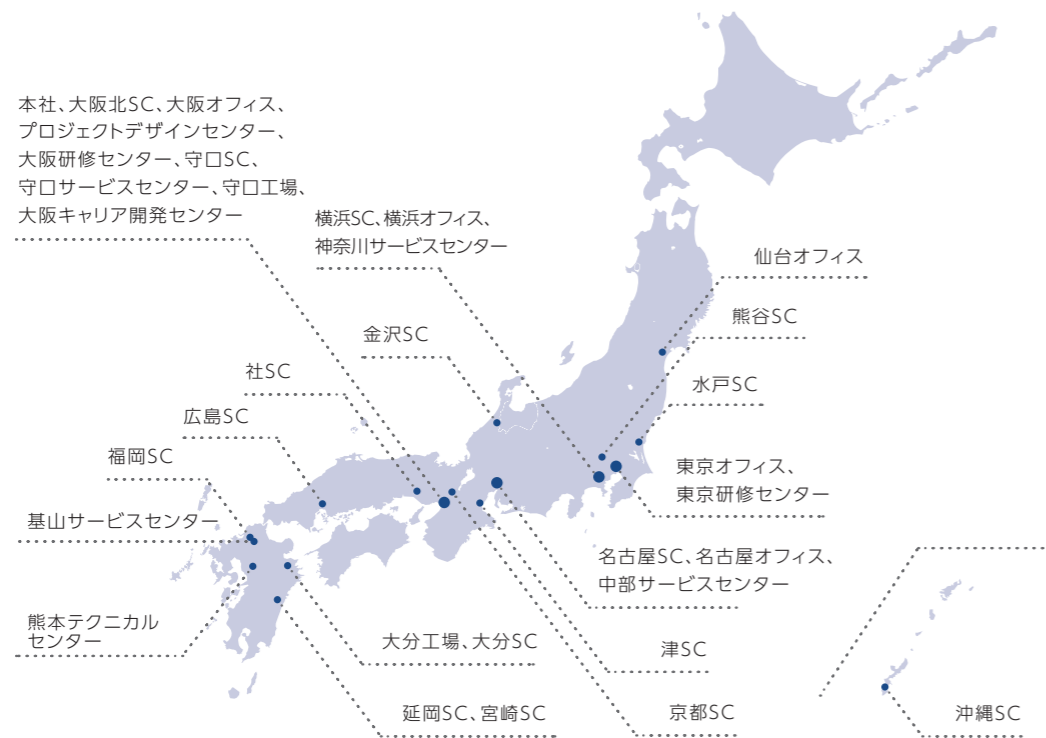 本社、大阪北SC、大阪オフィス、
プロジェクトデザインセンター、
大阪研修センター、守口SC、
守口サービスセンター、守口工場、
大阪キャリア開発センター
横浜SC、横浜オフィス、
神奈川サービスセンター
仙台オフィス
熊谷SC
金沢SC
社SC
水戸SC
広島SC
福岡SC
東京オフィス、
東京研修センター
基山サービスセンター
名古屋SC、名古屋オフィス、
中部サービスセンター
熊本テクニカル
センター
大分工場、大分SC
津SC
延岡SC、宮崎SC
京都SC
沖縄SC